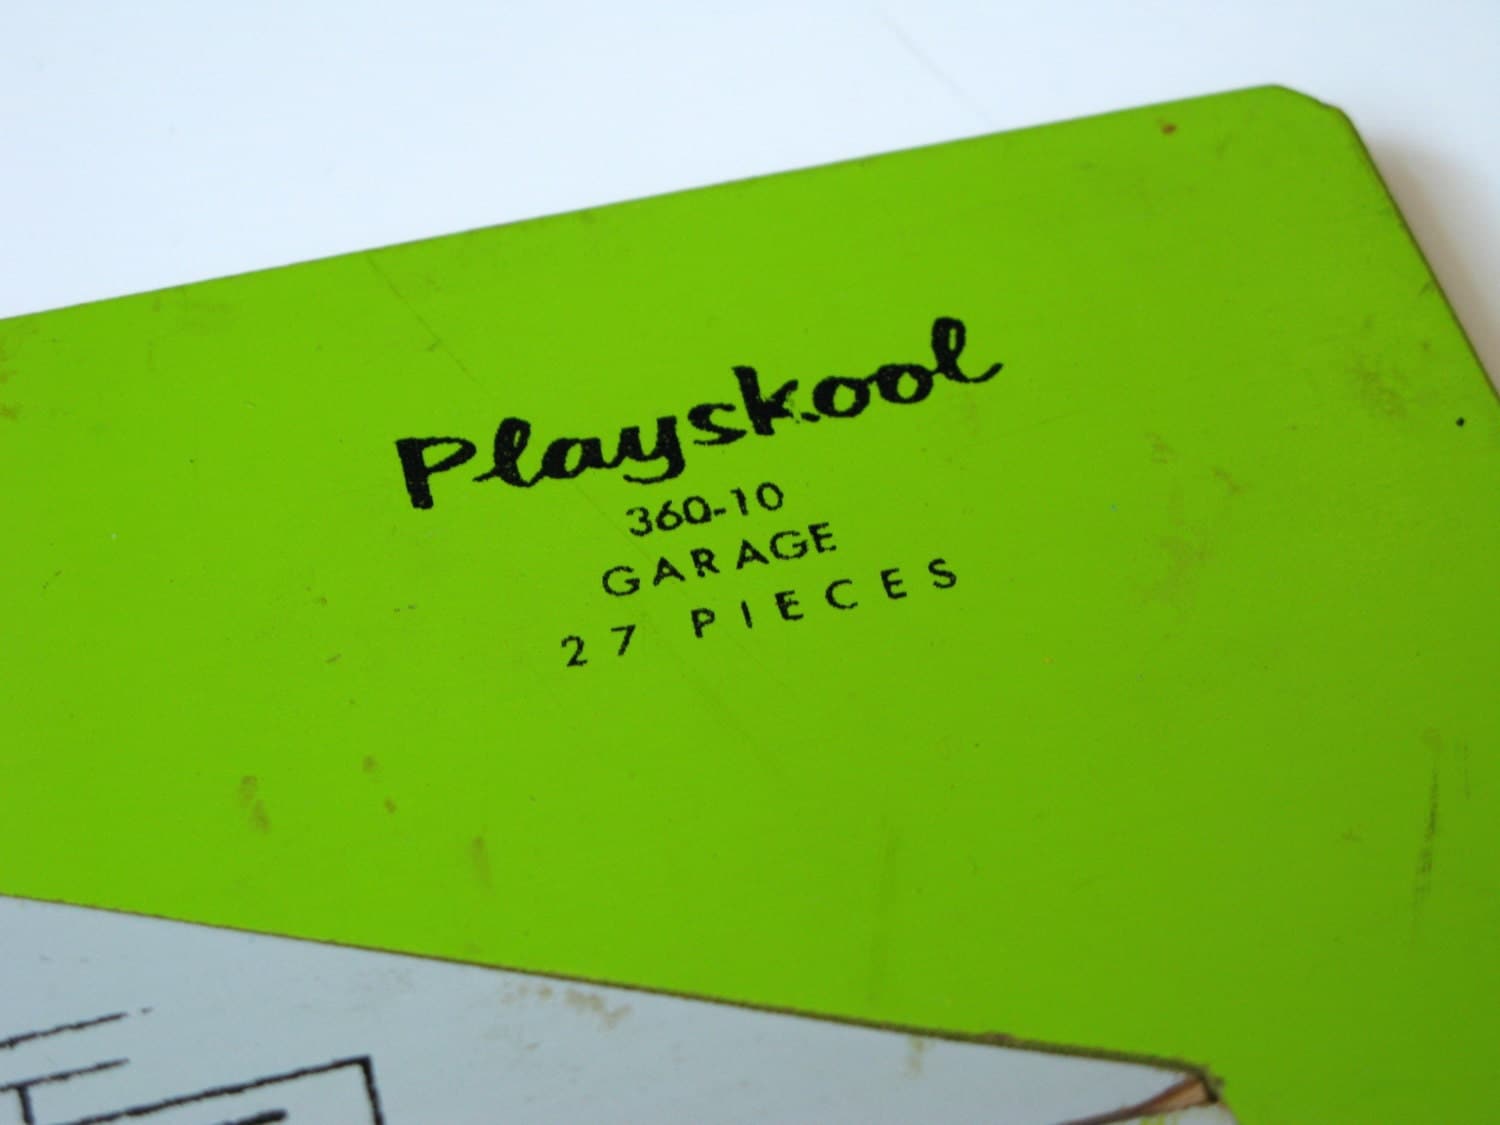 Playskool
360-10
GARAGE
27 PIECES